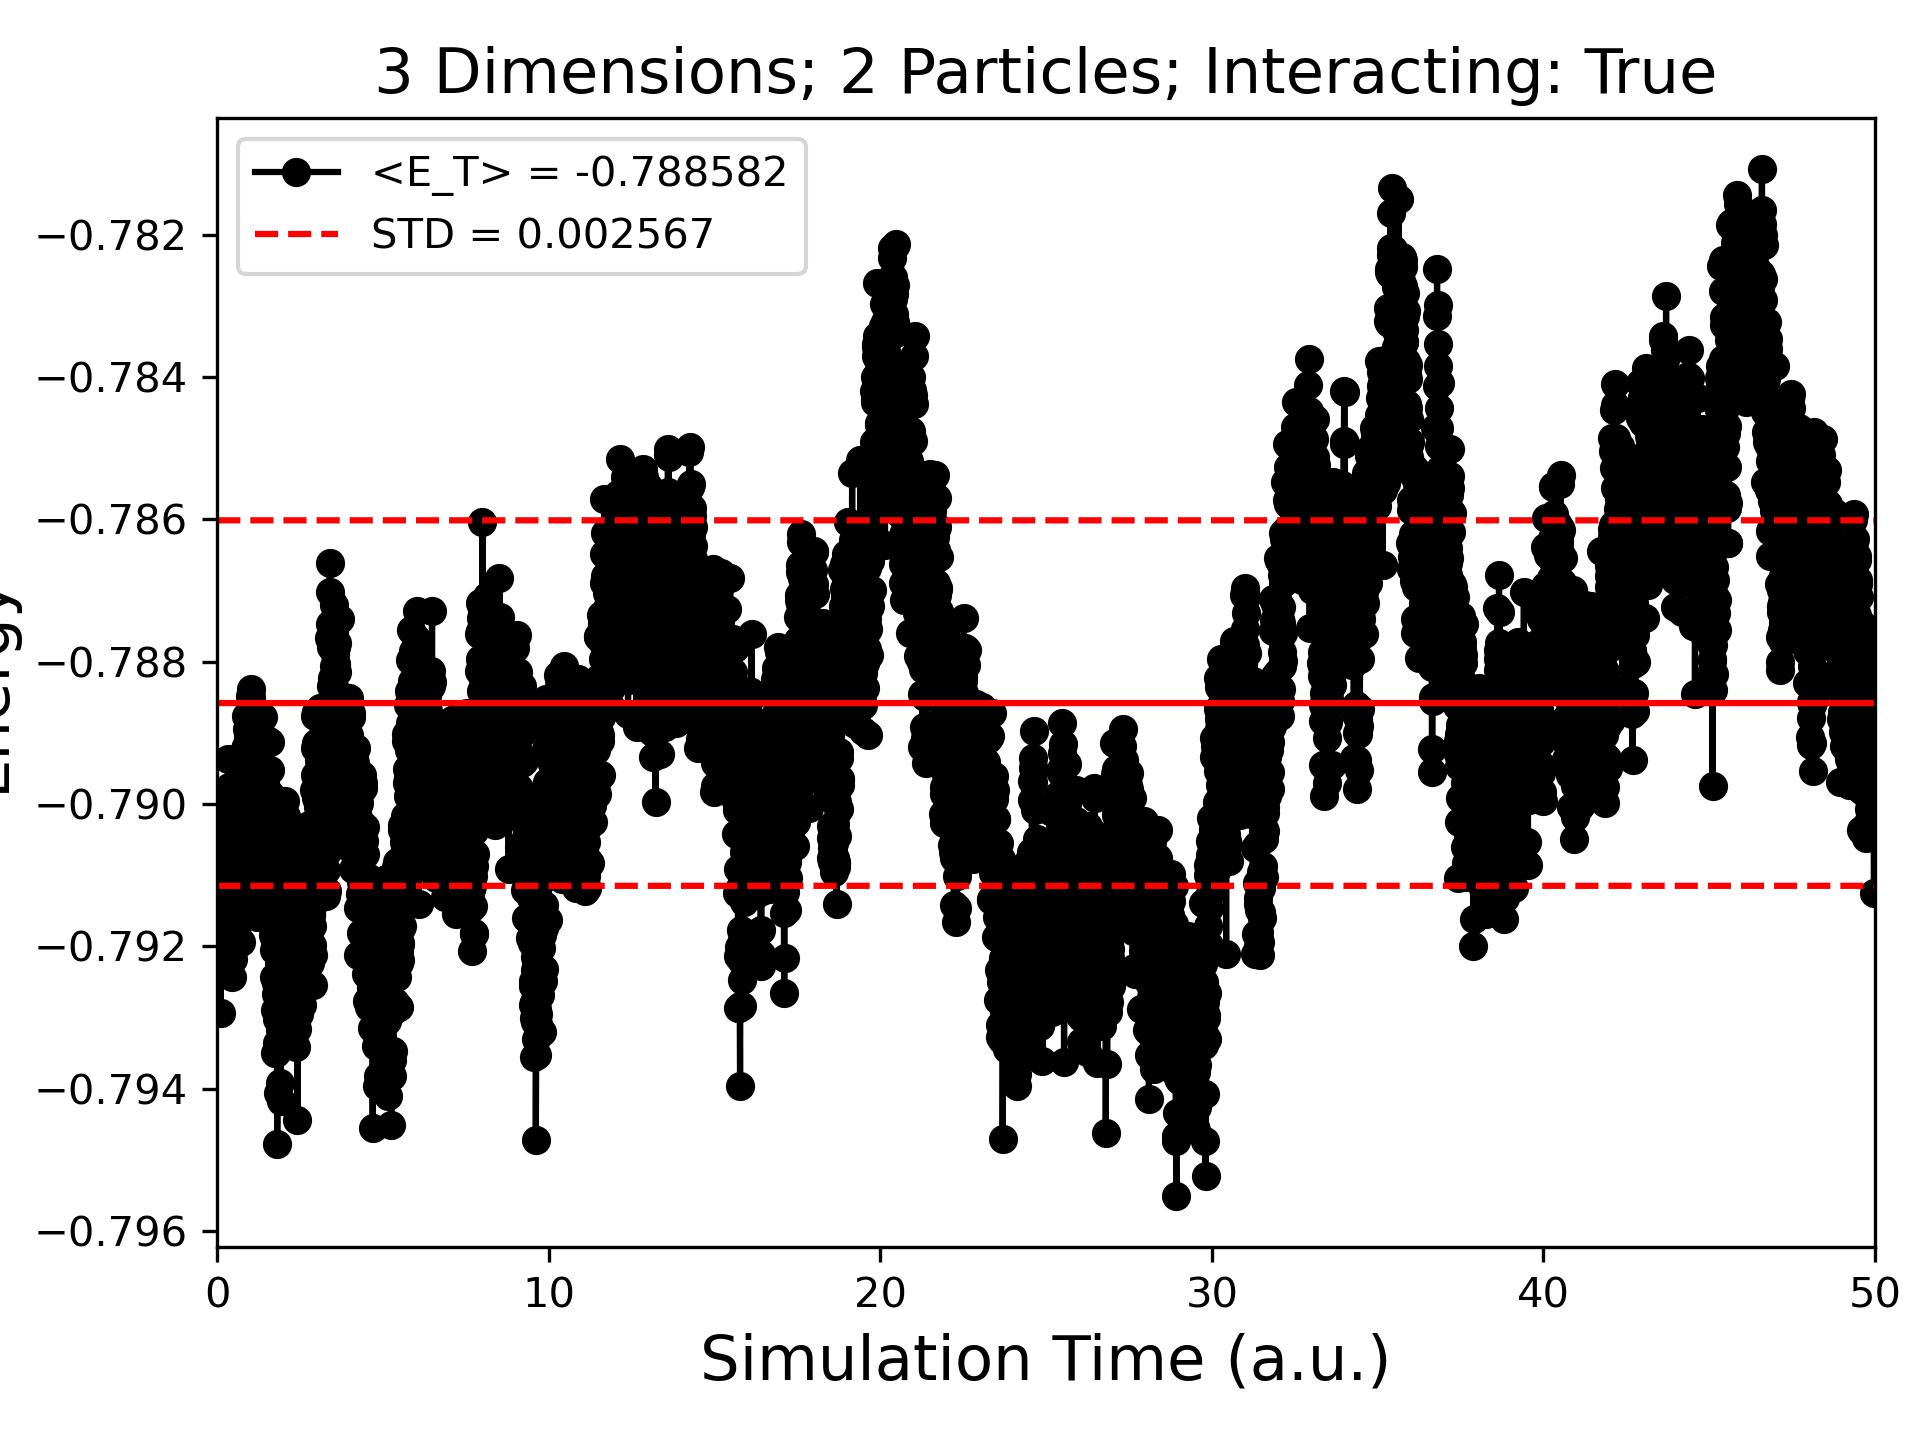 3 Dimensions; 2 Particles; Interacting: True
<E_T> = -0.788582
STD = 0.002567
Energy
−0.782
−0.784
−0.786
−0.788
−0.790
−0.792
−0.794
−0.796
0 10 20 30 40 50
Simulation Time (a.u.)